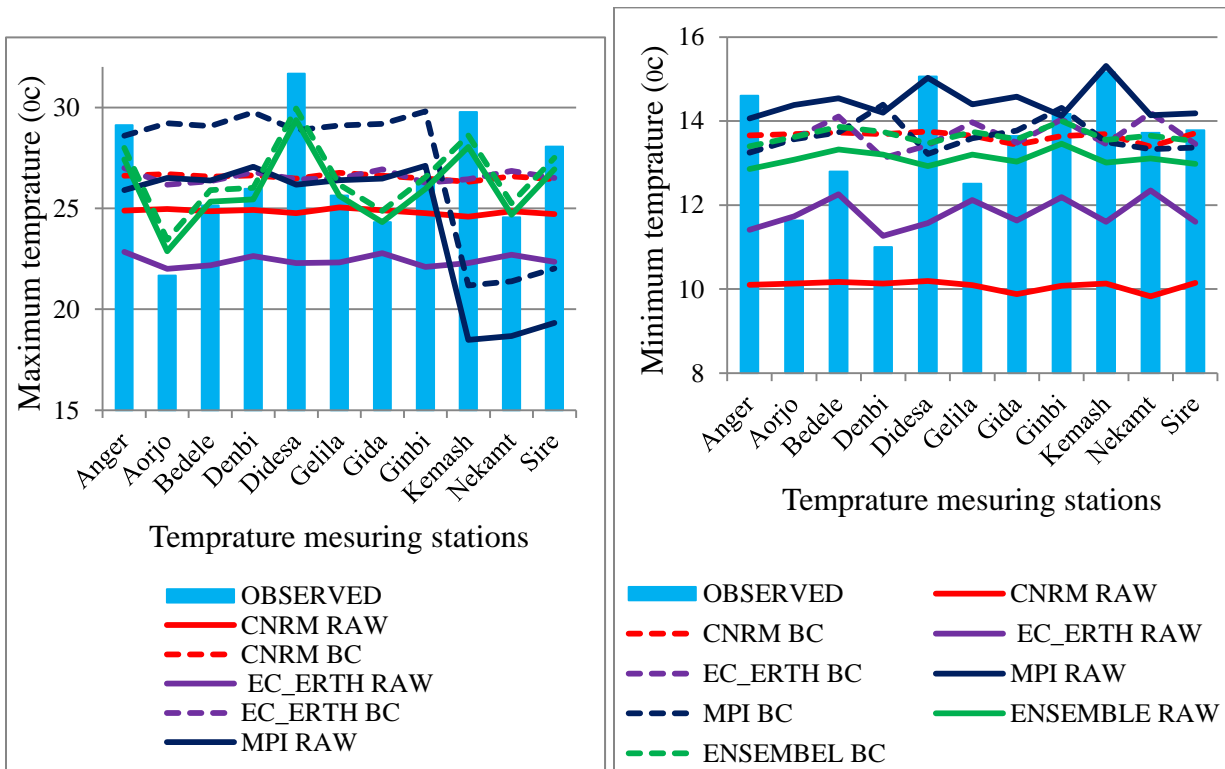 Maximum temprature (oc)
30
25
20
15
Anger
Aorjo
Bedele
Denbi
Didesa
Gelila
Gida
Ginbi
Kemash
Nekamt
Sire
Temprature mesuring stations
OBSERVED
CNRM RAW
CNRM BC
EC_ERTH RAW
EC_ERTH BC
MPI RAW
Minimum temprature (oc)
16
14
12
10
8
Anger
Aorjo
Bedele
Denbi
Didesa
Gelila
Gida
Ginbi
Kemash
Nekamt
Sire
Temprature mesuring stations
OBSERVED
CNRM RAW
CNRM BC
EC_ERTH RAW
EC_ERTH BC
MPI RAW
MPI BC
ENSEMBLE RAW
ENSEMBEL BC